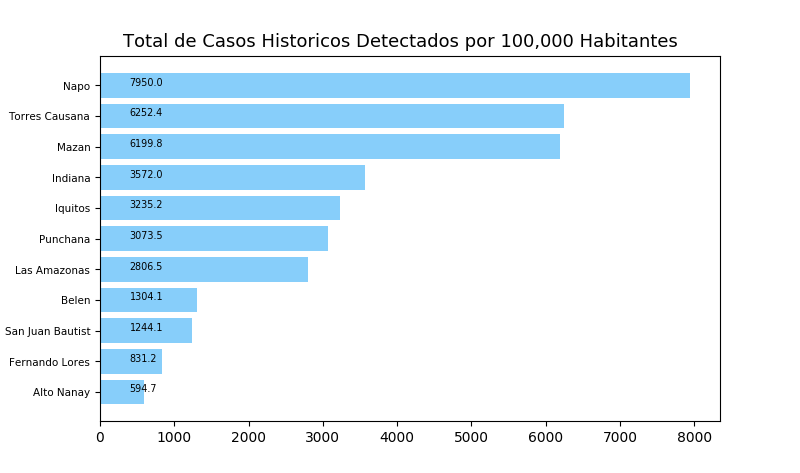 Total de Casos Historicos Detectados por 100,000 Habitantes
Napo 7950.0
Torres Causana 6252.4
Mazan 6199.8
Indiana 3572.0
Iquitos 3235.2
Punchana 3073.5
Las Amazonas 2806.5
Belen 1304.1
San Juan Bautist 1244.1
Fernando Lores 831.2
Alto Nanay 594.7
0 1000 2000 3000 4000 5000 6000 7000 8000